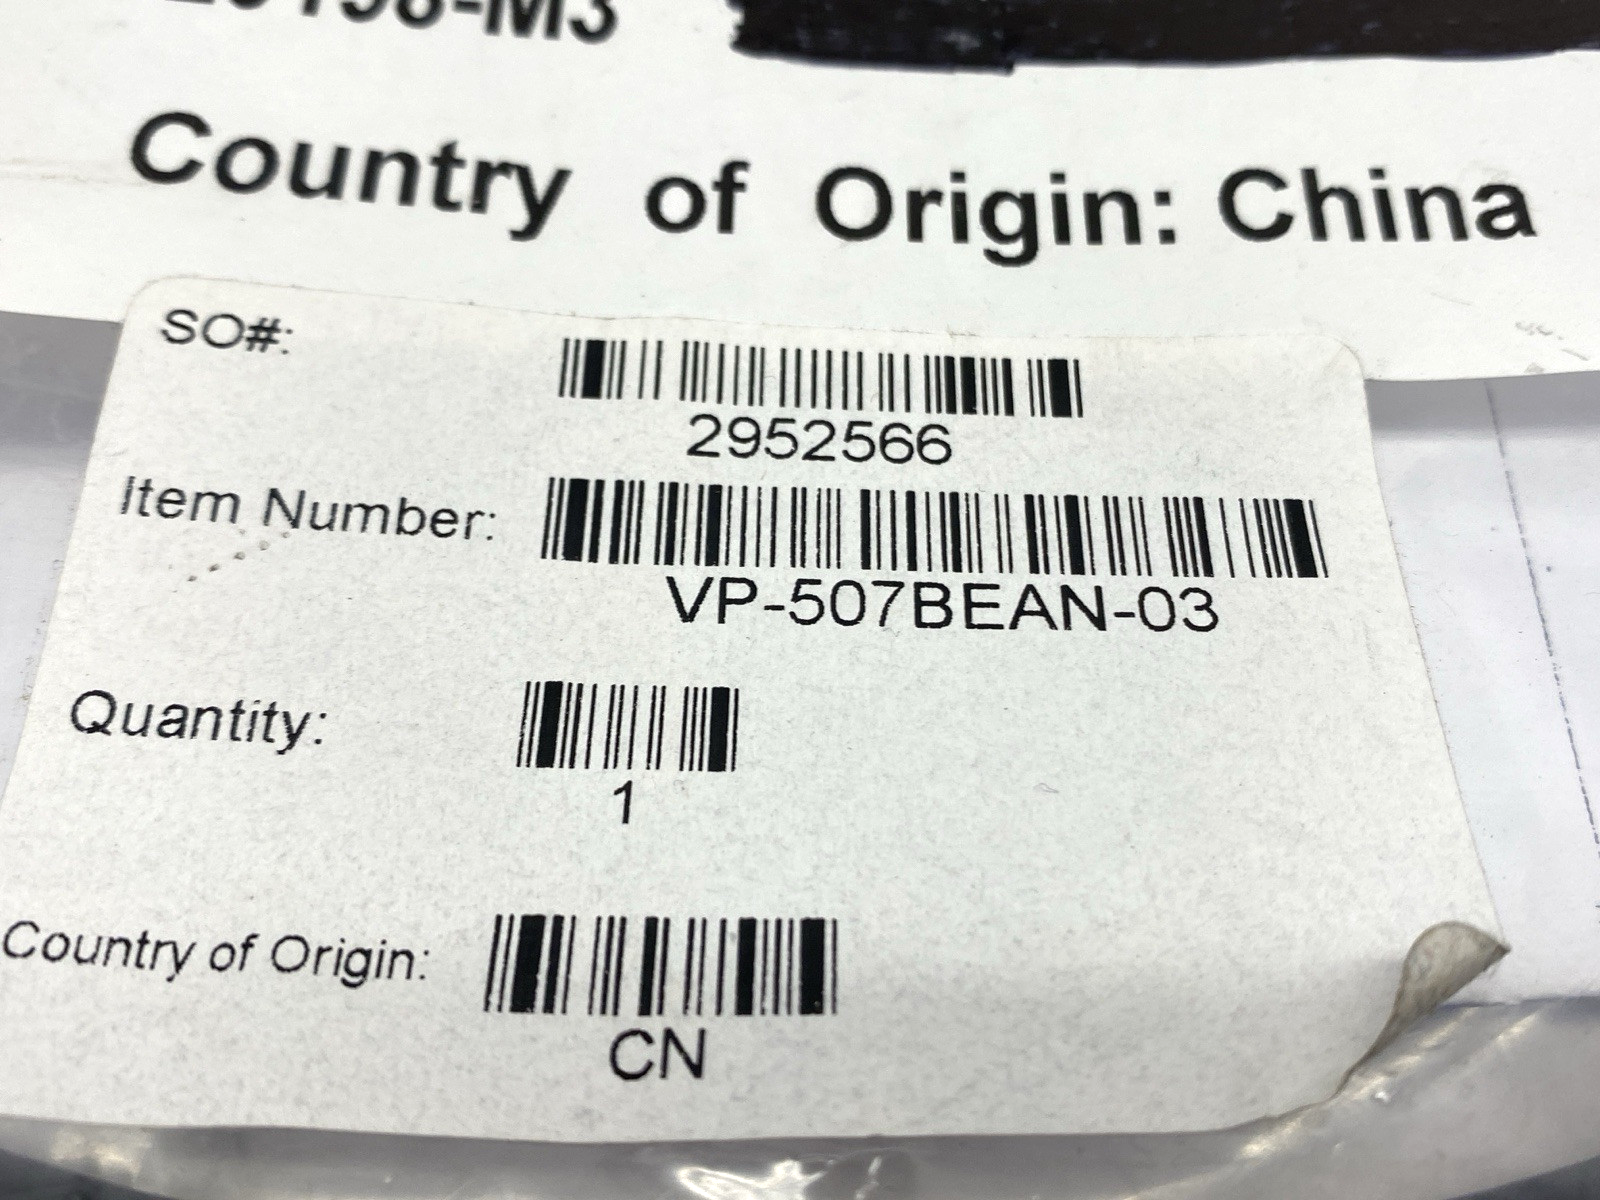 Country of Origin: China
SO#:
2952566
Item Number:
VP-507BEAN-03
Quantity:
1
Country of Origin:
CN